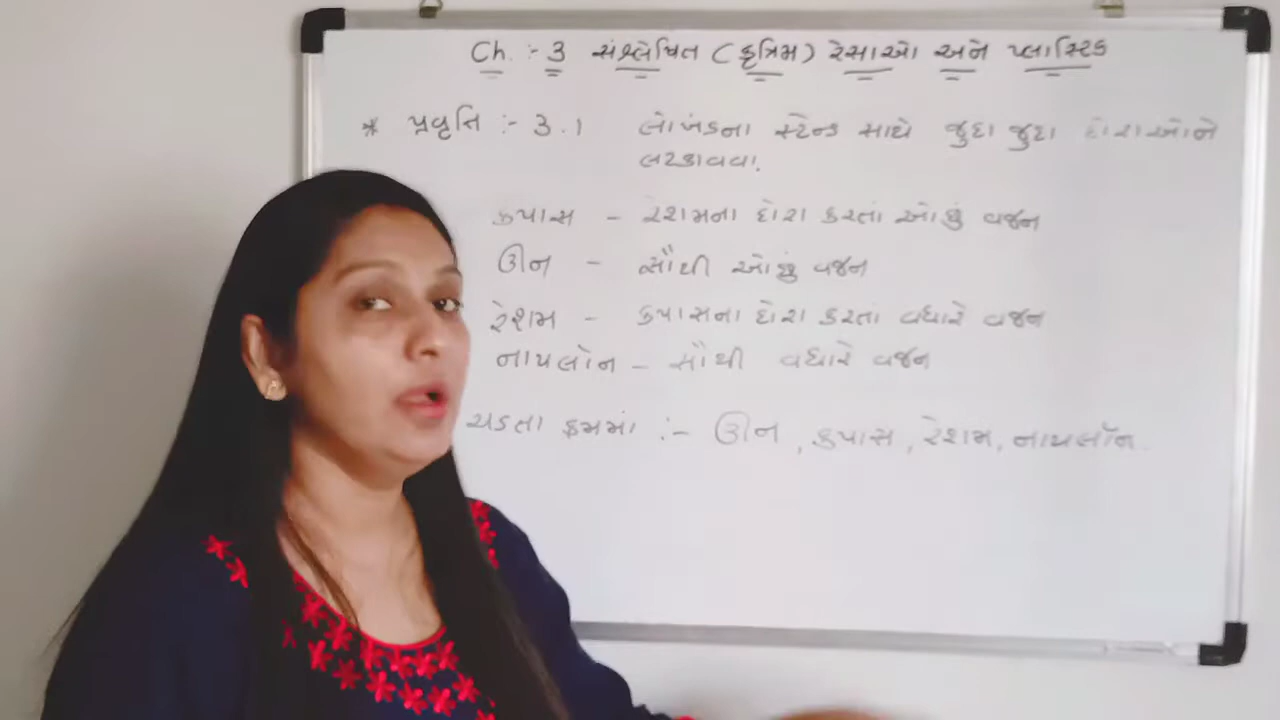 Ch. :- 3 સંશ્લેષિત (કૃત્રિમ) રેસાઓ અને પ્લાસ્ટિક
* પ્રવૃત્તિ :- 3.1 લોખંડના સ્ટેન્ડ સાથે જુદા જુદા દોરાઓને
લટકાવવા.
કપાસ - રેશમના દોરા કરતાં ઓછું વજન
ઊન - સૌથી ઓછું વજન
રેશમ - કપાસના દોરા કરતાં વધારે વજન
નાયલોન - સૌથી વધારે વજન
ચડતા ક્રમમાં :- ઊન, કપાસ, રેશમ, નાયલોન.